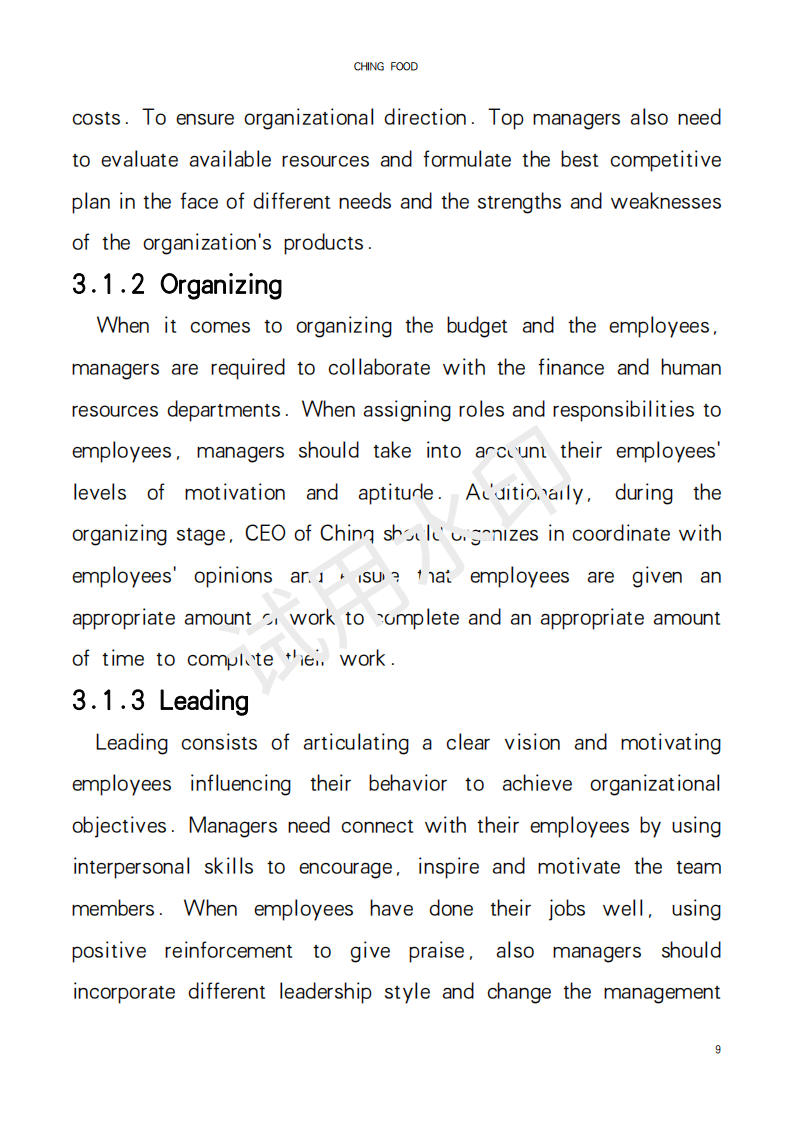 CHING FOOD
costs. To ensure organizational direction. Top managers also need
to evaluate available resources and formulate the best competitive
plan in the face of different needs and the strengths and weaknesses
of the organization's products.
3.1.2 Organizing
When it comes to organizing the budget and the employees,
managers are required to collaborate with the finance and human
resources departments. When assigning roles and responsibilities to
employees, managers should take into account their employees'
levels of motivation and aptitude. Additionally, during the
organizing stage, CEO of Ching should organizes in coordinate with
employees' opinions and ensure that employees are given an
appropriate amount of work to complete and an appropriate amount
of time to complete their work.
3.1.3 Leading
Leading consists of articulating a clear vision and motivating
employees influencing their behavior to achieve organizational
objectives. Managers need connect with their employees by using
interpersonal skills to encourage, inspire and motivate the team
members. When employees have done their jobs well, using
positive reinforcement to give praise, also managers should
incorporate different leadership style and change the management
9
试用水印